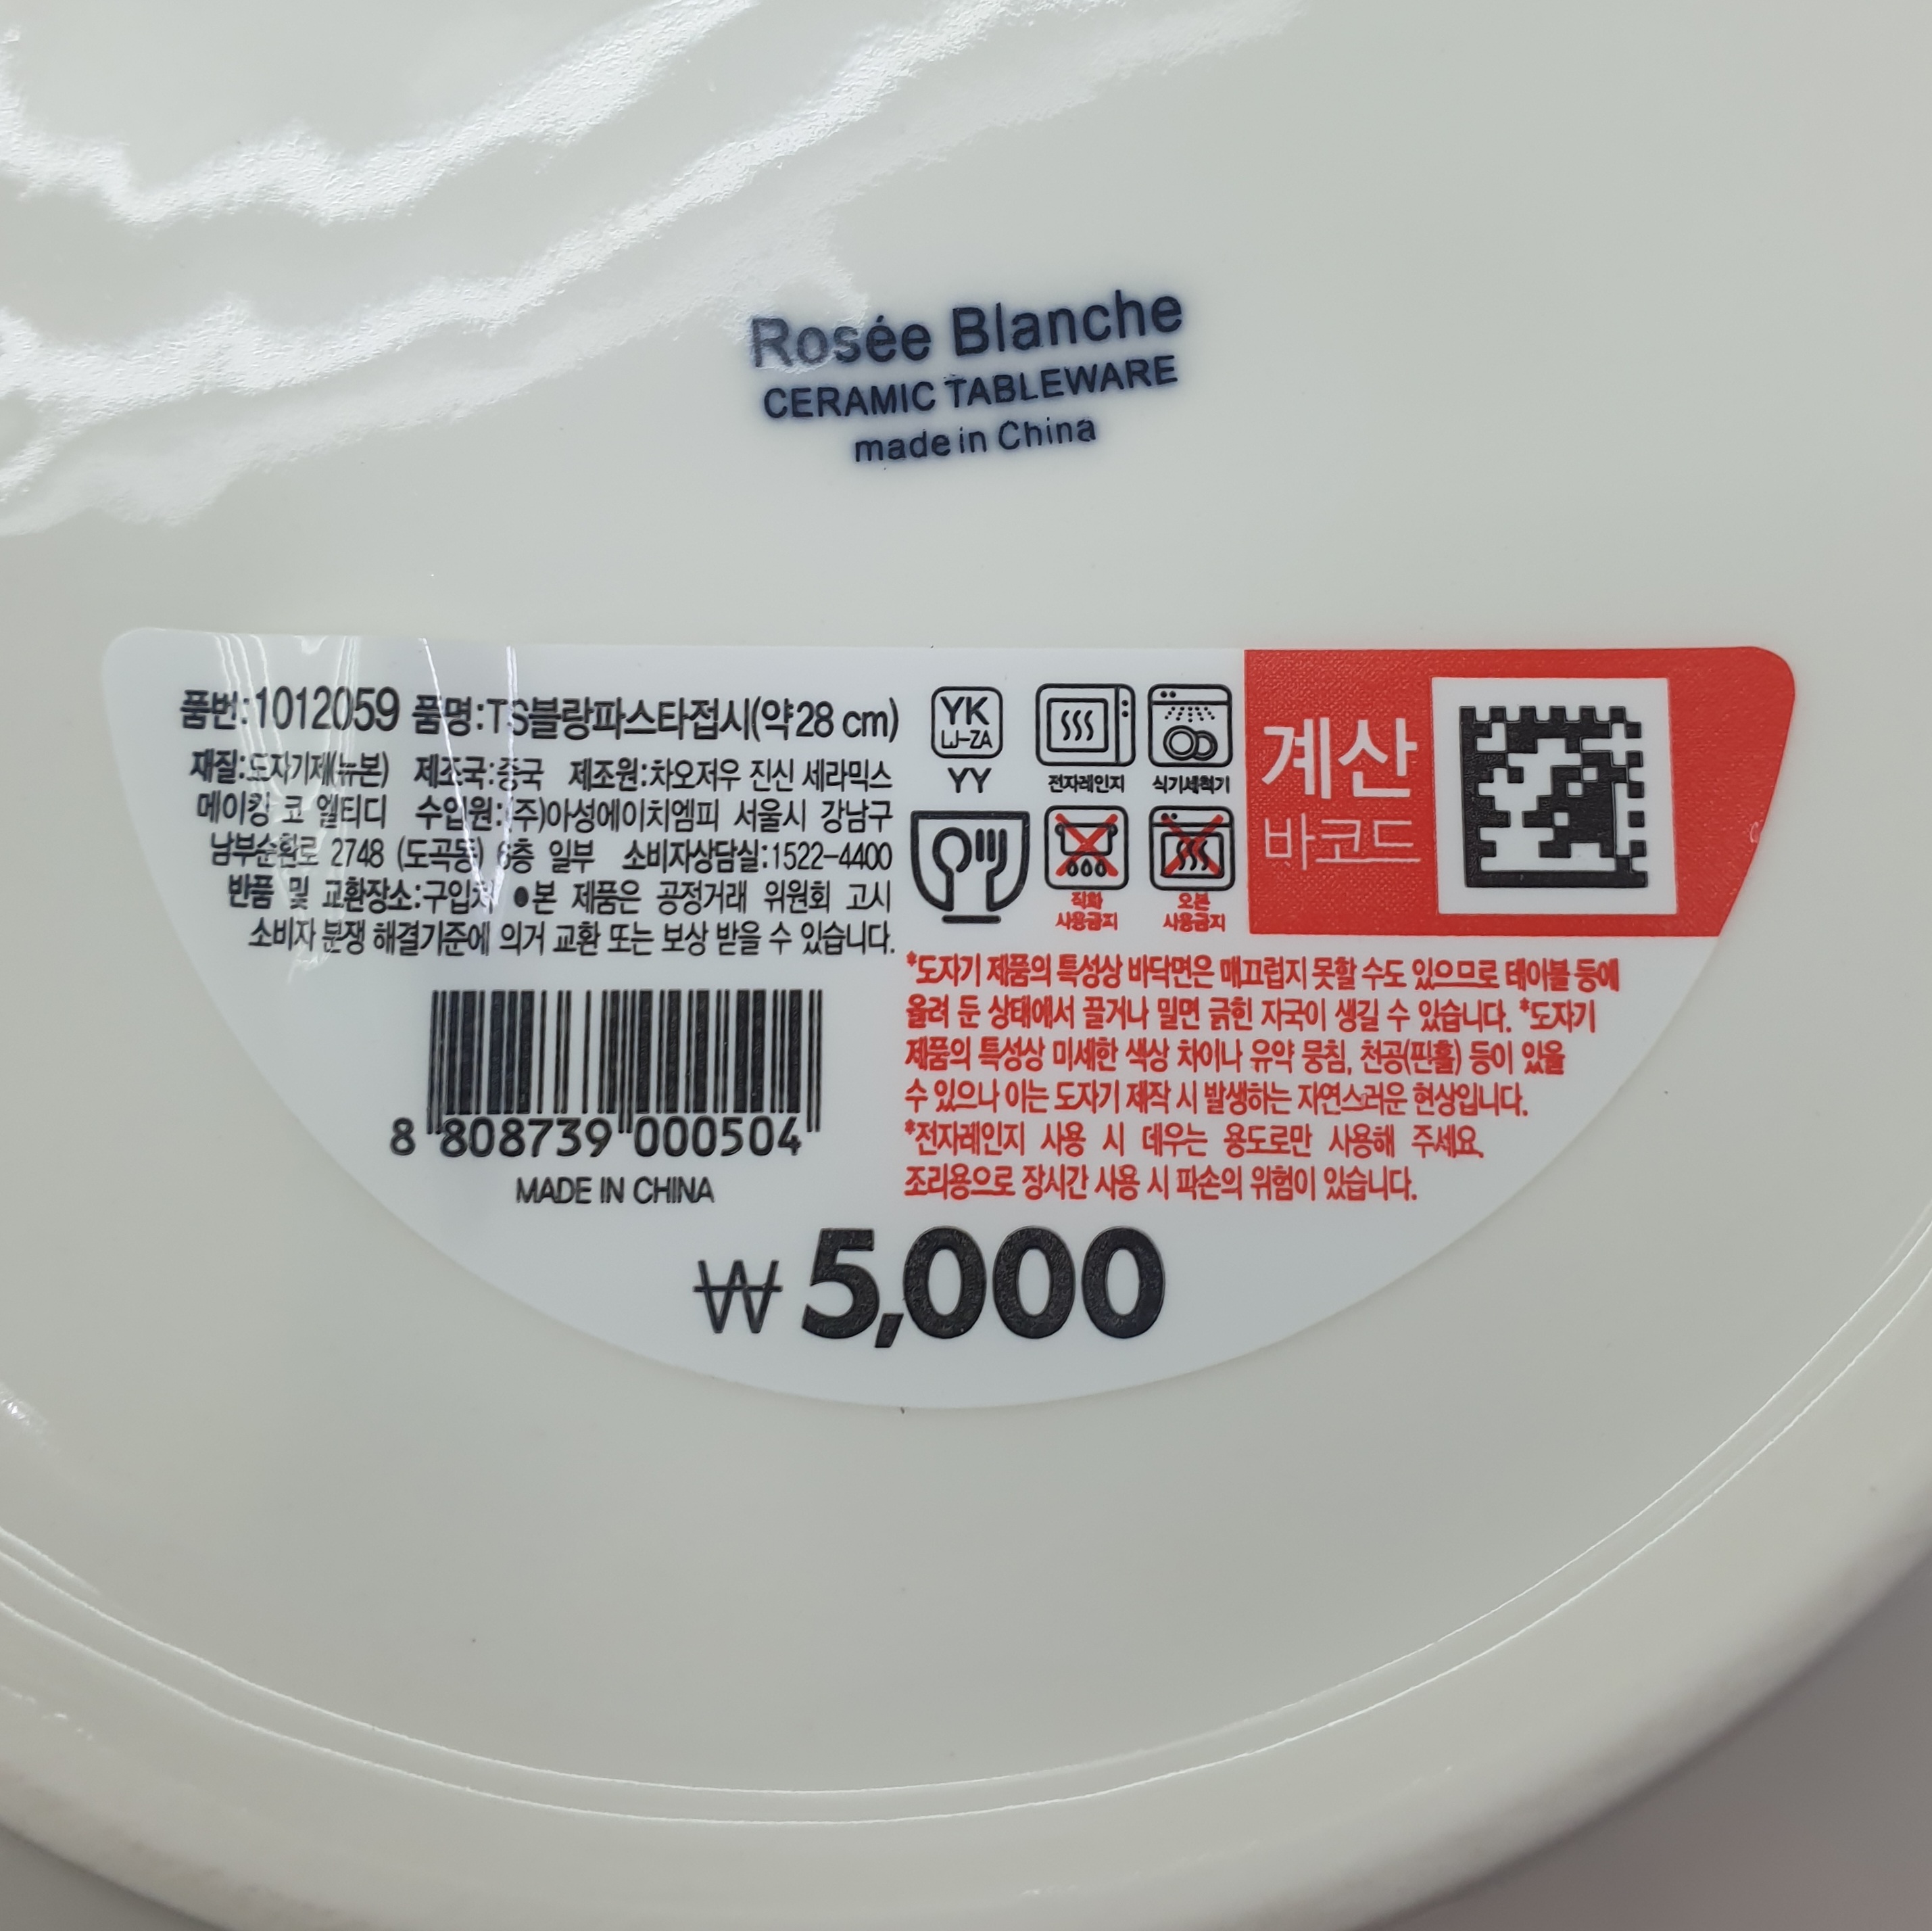 Rosée Blanche
CERAMIC TABLEWARE
made in China
품번:1012059 품명:TS블랑파스타접시(약28 cm)
재질:도자기제(뉴본) 제조국:중국 제조원:차오저우 진신 세라믹스
메이킹 코 엘티디 수입원:(주)아성에이치엠피 서울시 강남구
남부순환로 2748 (도곡동) 6층 일부 소비자상담실:1522-4400
반품 및 교환장소:구입처 ●본 제품은 공정거래 위원회 고시
소비자 분쟁 해결기준에 의거 교환 또는 보상 받을 수 있습니다.
8 808739 000504
MADE IN CHINA
YK
LJ-ZA
YY
전자레인지
식기세척기
직화
사용금지
오븐
사용금지
계산
바코드
*도자기 제품의 특성상 바닥면은 매끄럽지 못할 수도 있으므로 테이블 등에
올려 둔 상태에서 끌거나 밀면 긁힌 자국이 생길 수 있습니다. *도자기
제품의 특성상 미세한 색상 차이나 유약 뭉침, 천공(핀홀) 등이 있을
수 있으나 이는 도자기 제작 시 발생하는 자연스러운 현상입니다.
*전자레인지 사용 시 데우는 용도로만 사용해 주세요.
조리용으로 장시간 사용 시 파손의 위험이 있습니다.
₩5,000